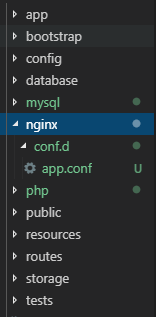 app
bootstrap
config
database
mysql
nginx
conf.d
app.conf U
php
public
resources
routes
storage
tests